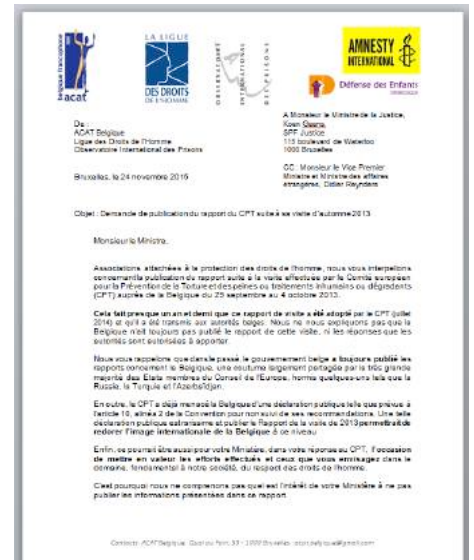 Belgique francophone
acat
LA LIGUE
DES DROITS
DE L'HOMME
OBSERVATOIRE
INTERNATIONAL
DES PRISONS
AMNESTY
INTERNATIONAL
Défense des Enfants
De :
ACAT Belgique
Ligue des Droits de l'Homme
Observatoire International des Prisons
Bruxelles, le 24 novembre 2015
A Monsieur le Ministre de la Justice,
Koen Geens,
SPF Justice
115 boulevard de Waterloo
1000 Bruxelles
CC : Monsieur le Vice Premier
Ministre et Ministre des affaires
étrangères, Didier Reynders
Objet : Demande de publication du rapport du CPT suite à sa visite d'automne 2013
Monsieur le Ministre,
Associations attachées à la protection des droits de l'homme, nous vous interpellons
concernant la publication du rapport suite à la visite effectuée par le Comité européen
pour la Prévention de la Torture et des peines ou traitements inhumains ou dégradants
(CPT) auprès de la Belgique du 25 septembre au 4 octobre 2013.
Cela fait presque un an et demi que ce rapport de visite a été adopté par le CPT (juillet
2014) et qu'il a été transmis aux autorités belges. Nous ne nous expliquons pas que la
Belgique n'ait toujours pas publié le rapport de cette visite, ni les réponses que les
autorités sont autorisées à apporter.
Nous vous rappelons que dans le passé, le gouvernement belge a toujours publié les
rapports concernant la Belgique, une coutume largement partagée par la très grande
majorité des Etats membres du Conseil de l'Europe, hormis quelques-uns tels que la
Russie, la Turquie et l'Azerbaïdjan.
En outre, le CPT a déjà menacé la Belgique d'une déclaration publique telle que prévue à
l'article 10, alinéa 2 de la Convention pour non suivi de ses recommandations. Une telle
déclaration publique est rarissime et publier le Rapport de la visite de 2013 permettrait de
redorer l'image internationale de la Belgique à ce niveau
Enfin, ce pourrait être aussi pour votre Ministère, dans votre réponse au CPT, l'occasion
de mettre en valeur les efforts effectués et ceux que vous envisagez dans le
domaine, fondamental à notre société, du respect des droits de l'homme.
C'est pourquoi nous ne comprenons pas quel est l'intérêt de votre Ministère à ne pas
publier les informations présentées dans ce rapport
Contacts: ACAT Belgique